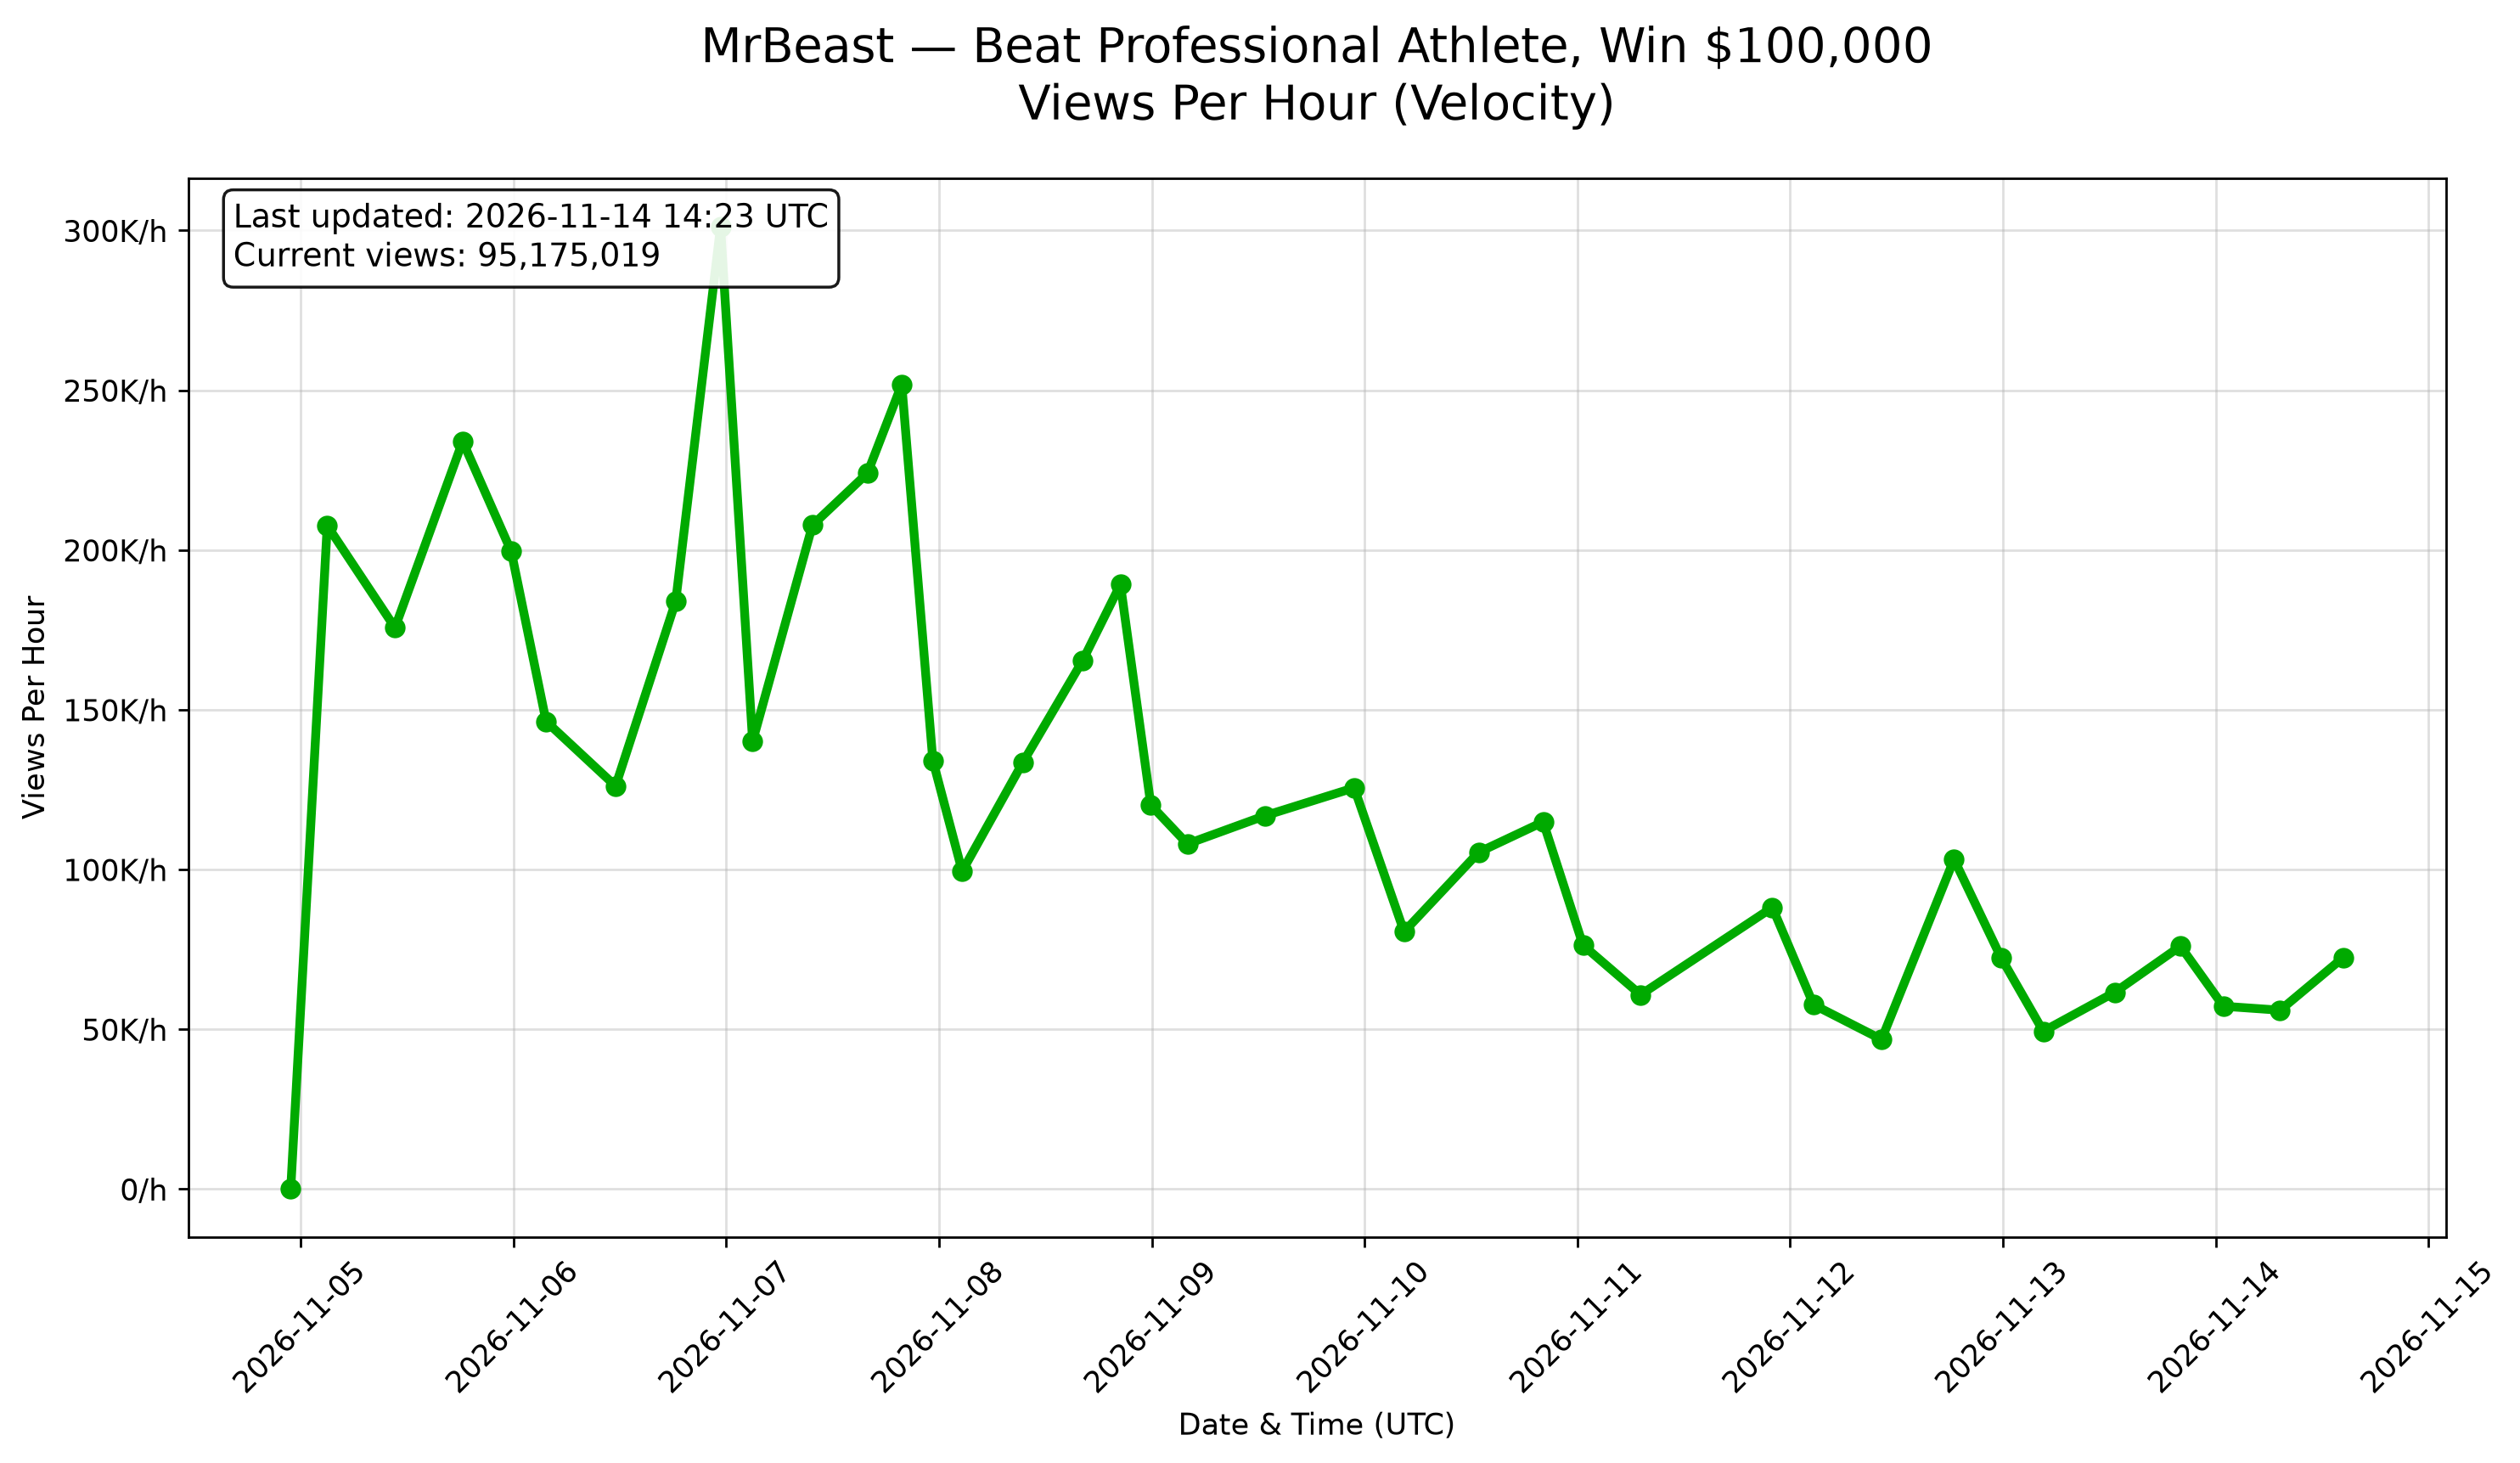 MrBeast — Beat Professional Athlete, Win $100,000
Views Per Hour (Velocity)
Last updated: 2026-11-14 14:23 UTC
Current views: 95,175,019
300K/h
250K/h
200K/h
150K/h
100K/h
50K/h
0/h
Views Per Hour
2026-11-05
2026-11-06
2026-11-07
2026-11-08
2026-11-09
2026-11-10
2026-11-11
2026-11-12
2026-11-13
2026-11-14
2026-11-15
Date & Time (UTC)